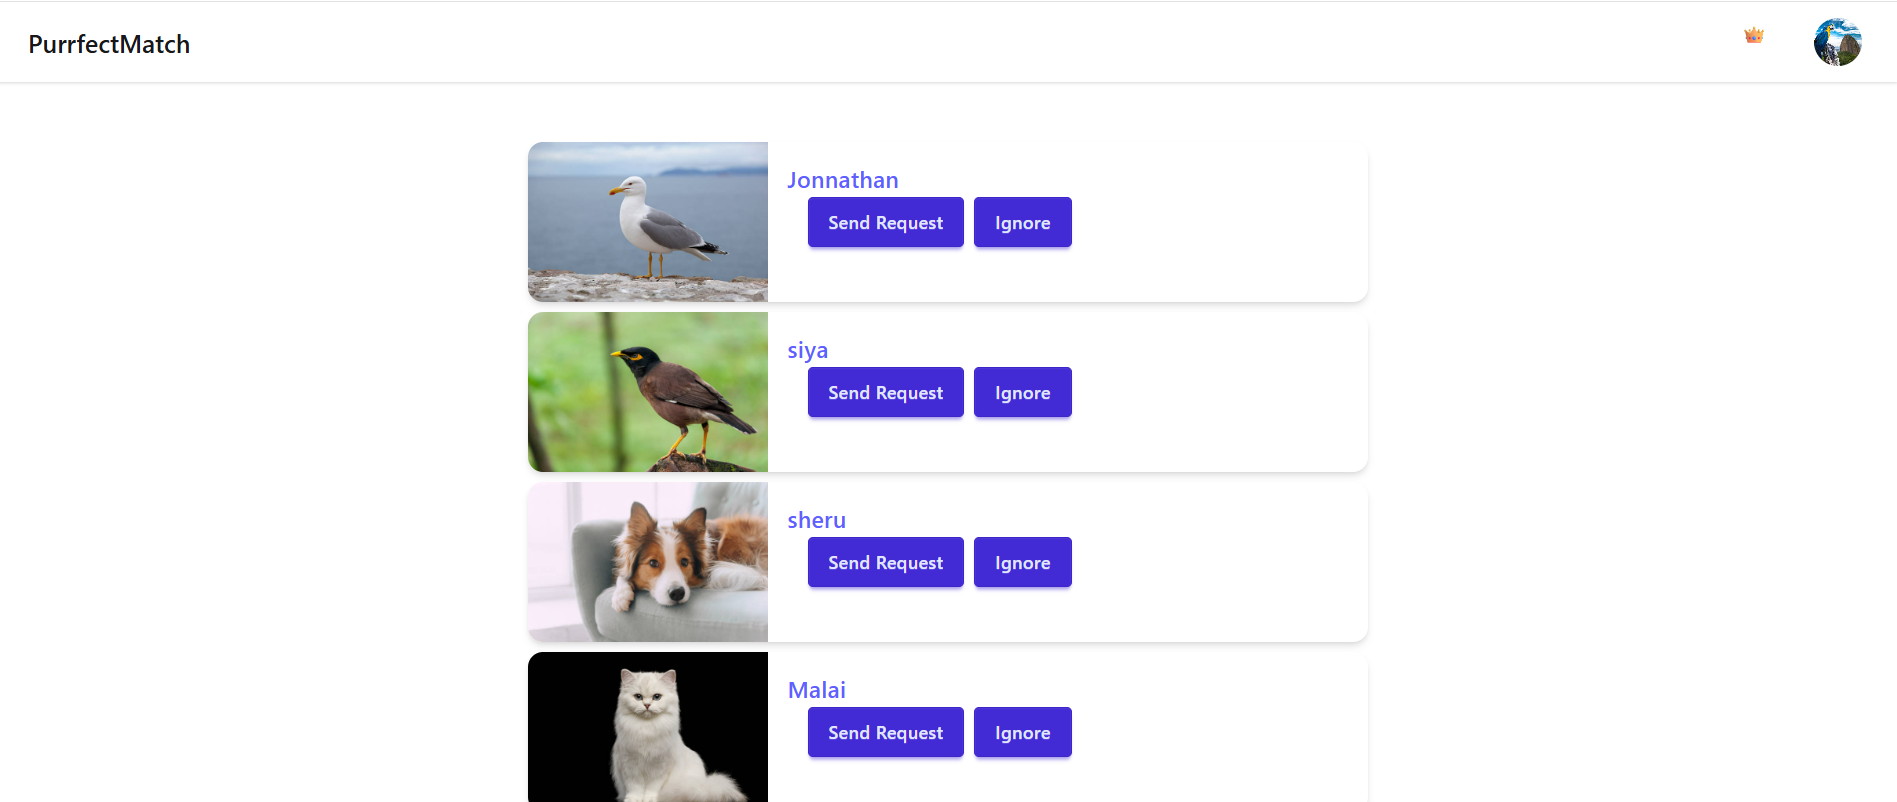 PurrfectMatch
Jonnathan
Send Request Ignore
siya
Send Request Ignore
sheru
Send Request Ignore
Malai
Send Request Ignore